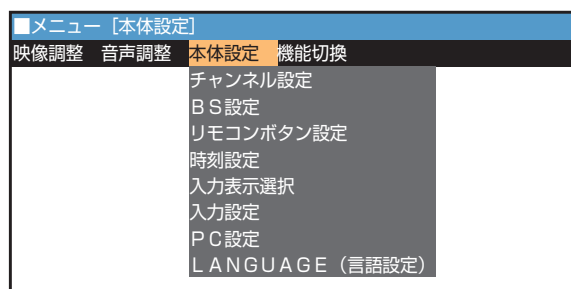 ■メニュー [本体設定]
映像調整 音声調整 本体設定 機能切換
チャンネル設定
ＢＳ設定
リモコンボタン設定
時刻設定
入力表示選択
入力設定
ＰＣ設定
ＬＡＮＧＵＡＧＥ（言語設定）